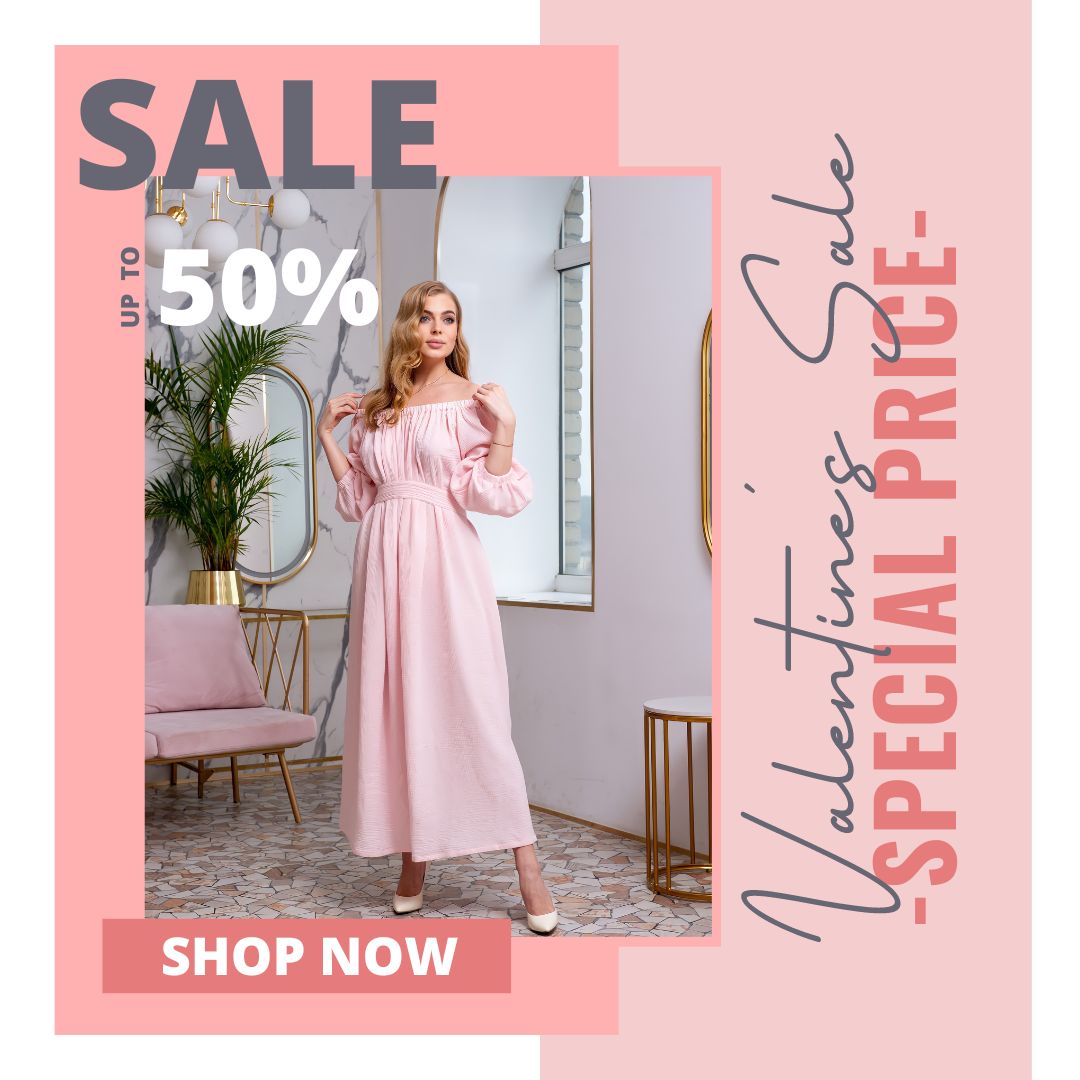 SALE
UP TO
50%
SHOP NOW
Valentine's Sale
-SPECIAL PRICE-